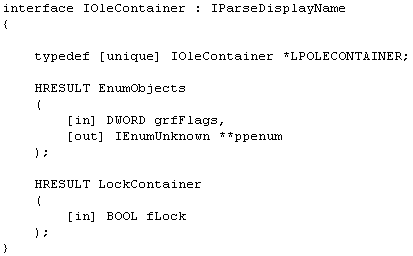 interface IOleContainer : IParseDisplayName
{
    typedef [unique] IOleContainer *LPOLECONTAINER;
    HRESULT EnumObjects
    (
        [in] DWORD grfFlags,
        [out] IEnumUnknown **ppenum
    );
    HRESULT LockContainer
    (
        [in] BOOL fLock
    );
}